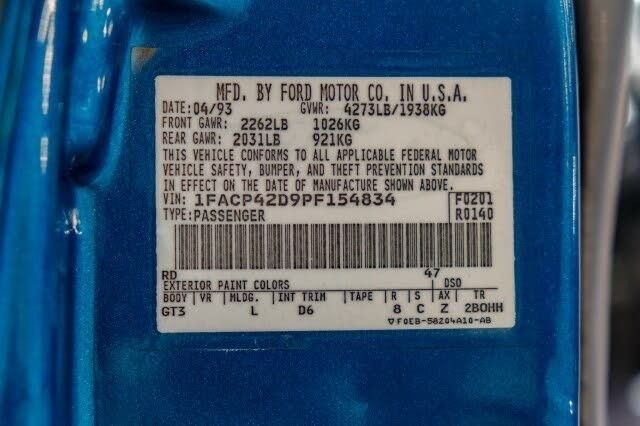 MFD. BY FORD MOTOR CO. IN U.S.A.
DATE: 04/93 GVWR: 4273LB/1938KG
FRONT GAWR: 2262LB 1026KG
REAR GAWR: 2031LB 921KG
THIS VEHICLE CONFORMS TO ALL APPLICABLE FEDERAL MOTOR
VEHICLE SAFETY, BUMPER, AND THEFT PREVENTION STANDARDS
IN EFFECT ON THE DATE OF MANUFACTURE SHOWN ABOVE.
VIN: 1FACP42D9PF154834 F0201
TYPE: PASSENGER R0140
RD 47
EXTERIOR PAINT COLORS DSO
BODY VR MLDG. INT TRIM TAPE R S AX TR
GT3 L D6 8 C Z 2BOHH
▽F0EB-58204A10-AB